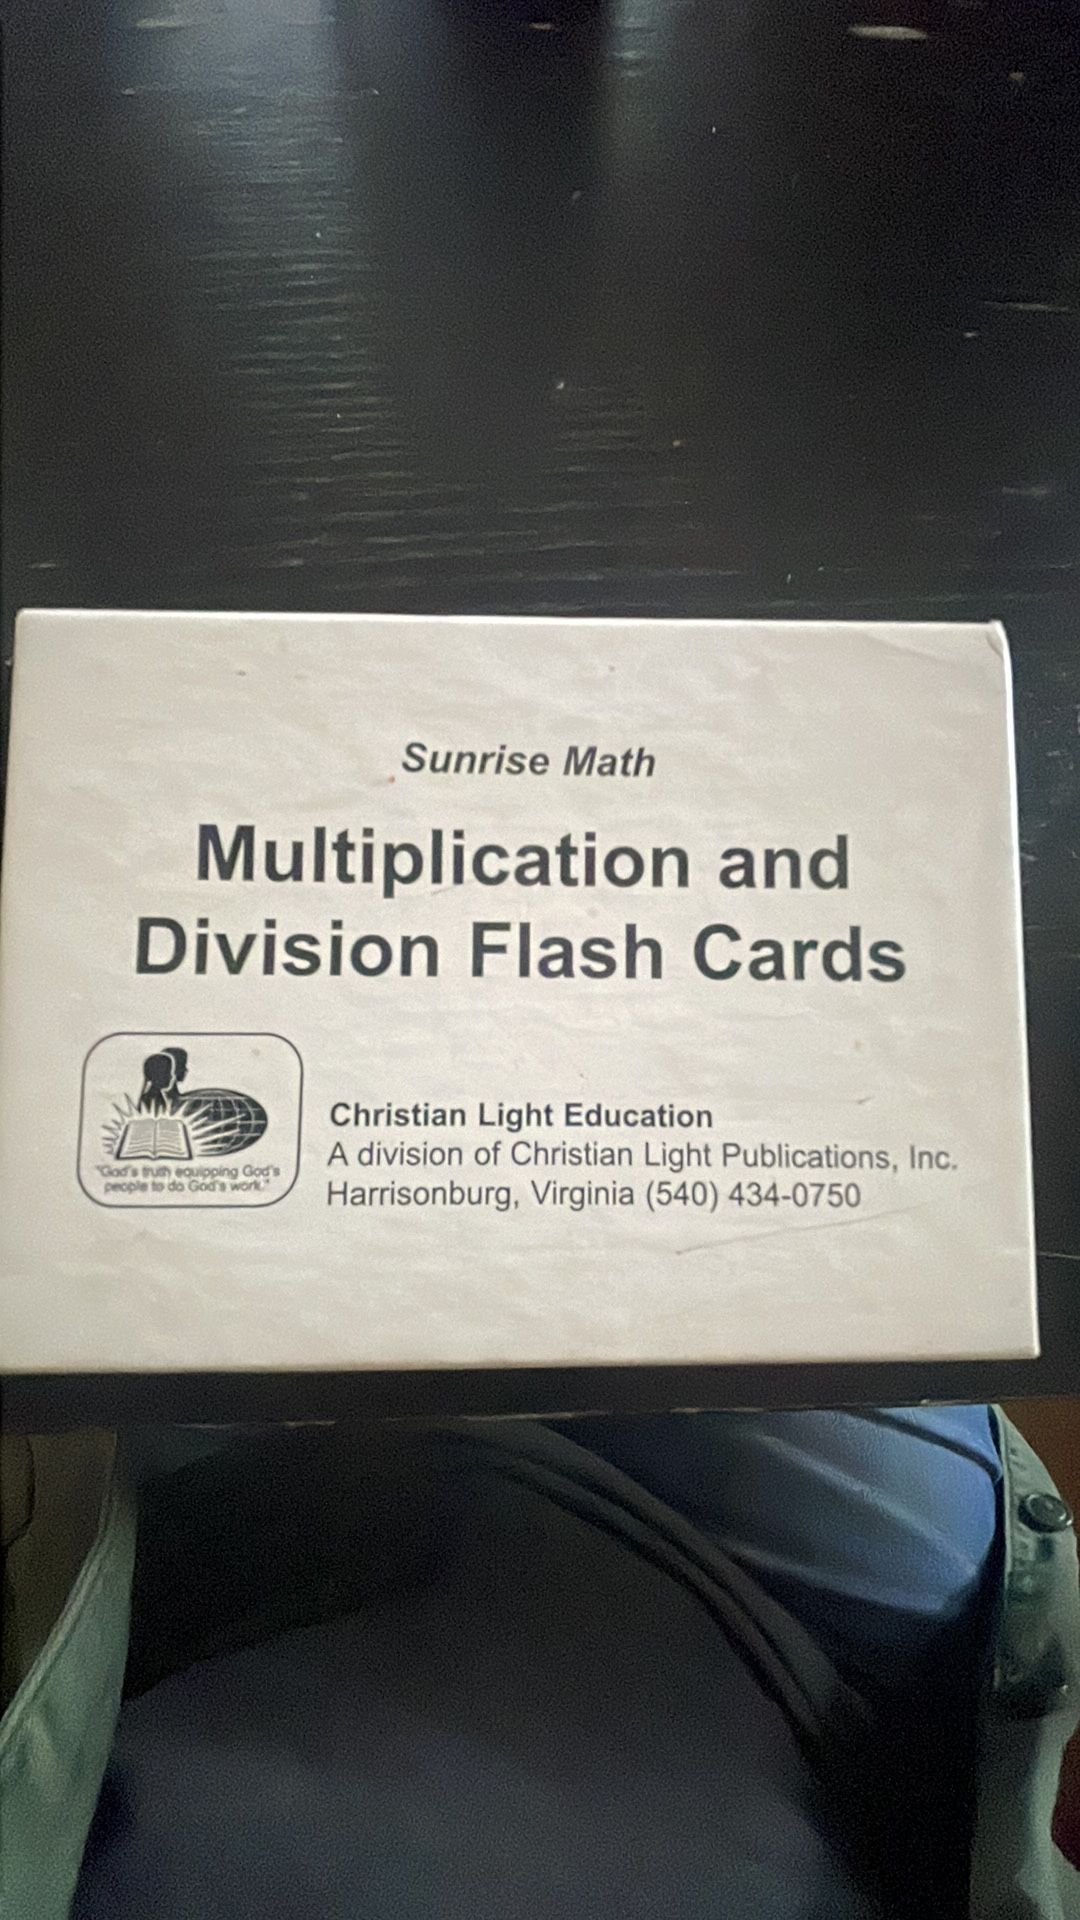 Sunrise Math
Multiplication and
Division Flash Cards
"God's truth equipping God's
people to do God's work."
Christian Light Education
A division of Christian Light Publications, Inc.
Harrisonburg, Virginia (540) 434-0750